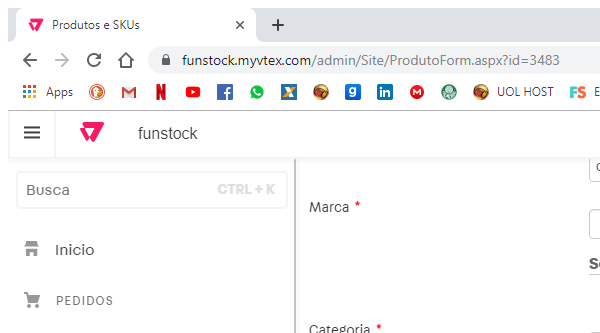 Produtos e SKUs
funstock.myvtex.com/admin/Site/ProdutoForm.aspx?id=3483
Apps UOL HOST
funstock
Busca CTRL + K
Marca *
Inicio
PEDIDOS
Categoria *